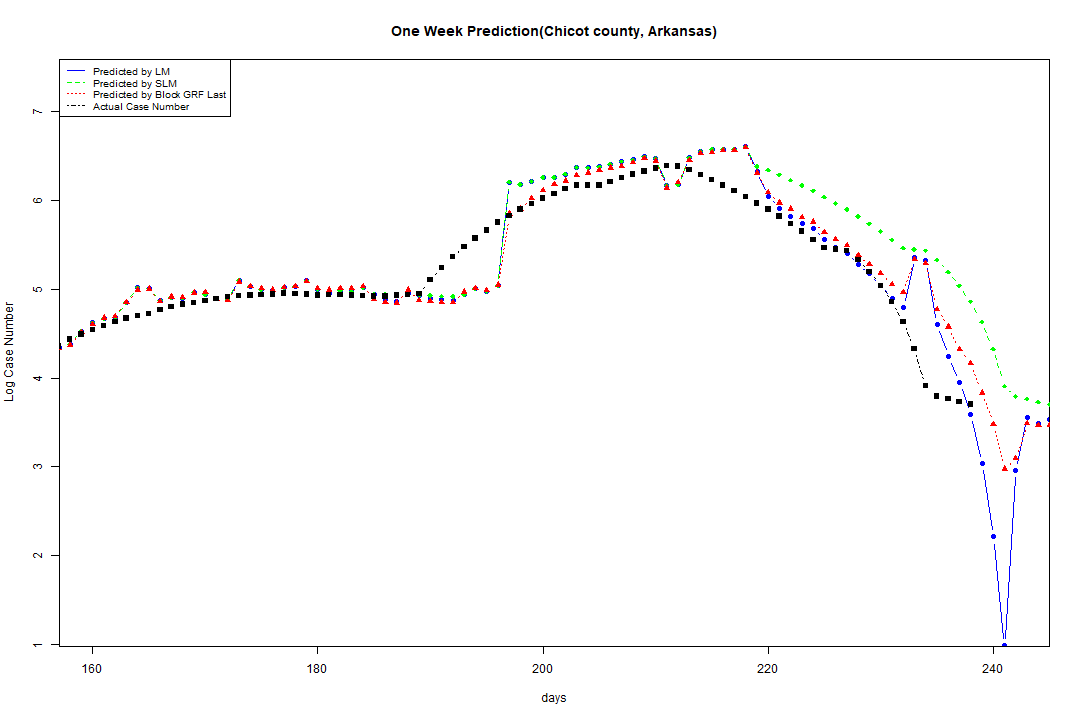 One Week Prediction(Chicot county, Arkansas)
Predicted by LM
Predicted by SLM
Predicted by Block GRF Last
Actual Case Number
7
6
5
4
3
2
1
Log Case Number
160 180 200 220 240
days